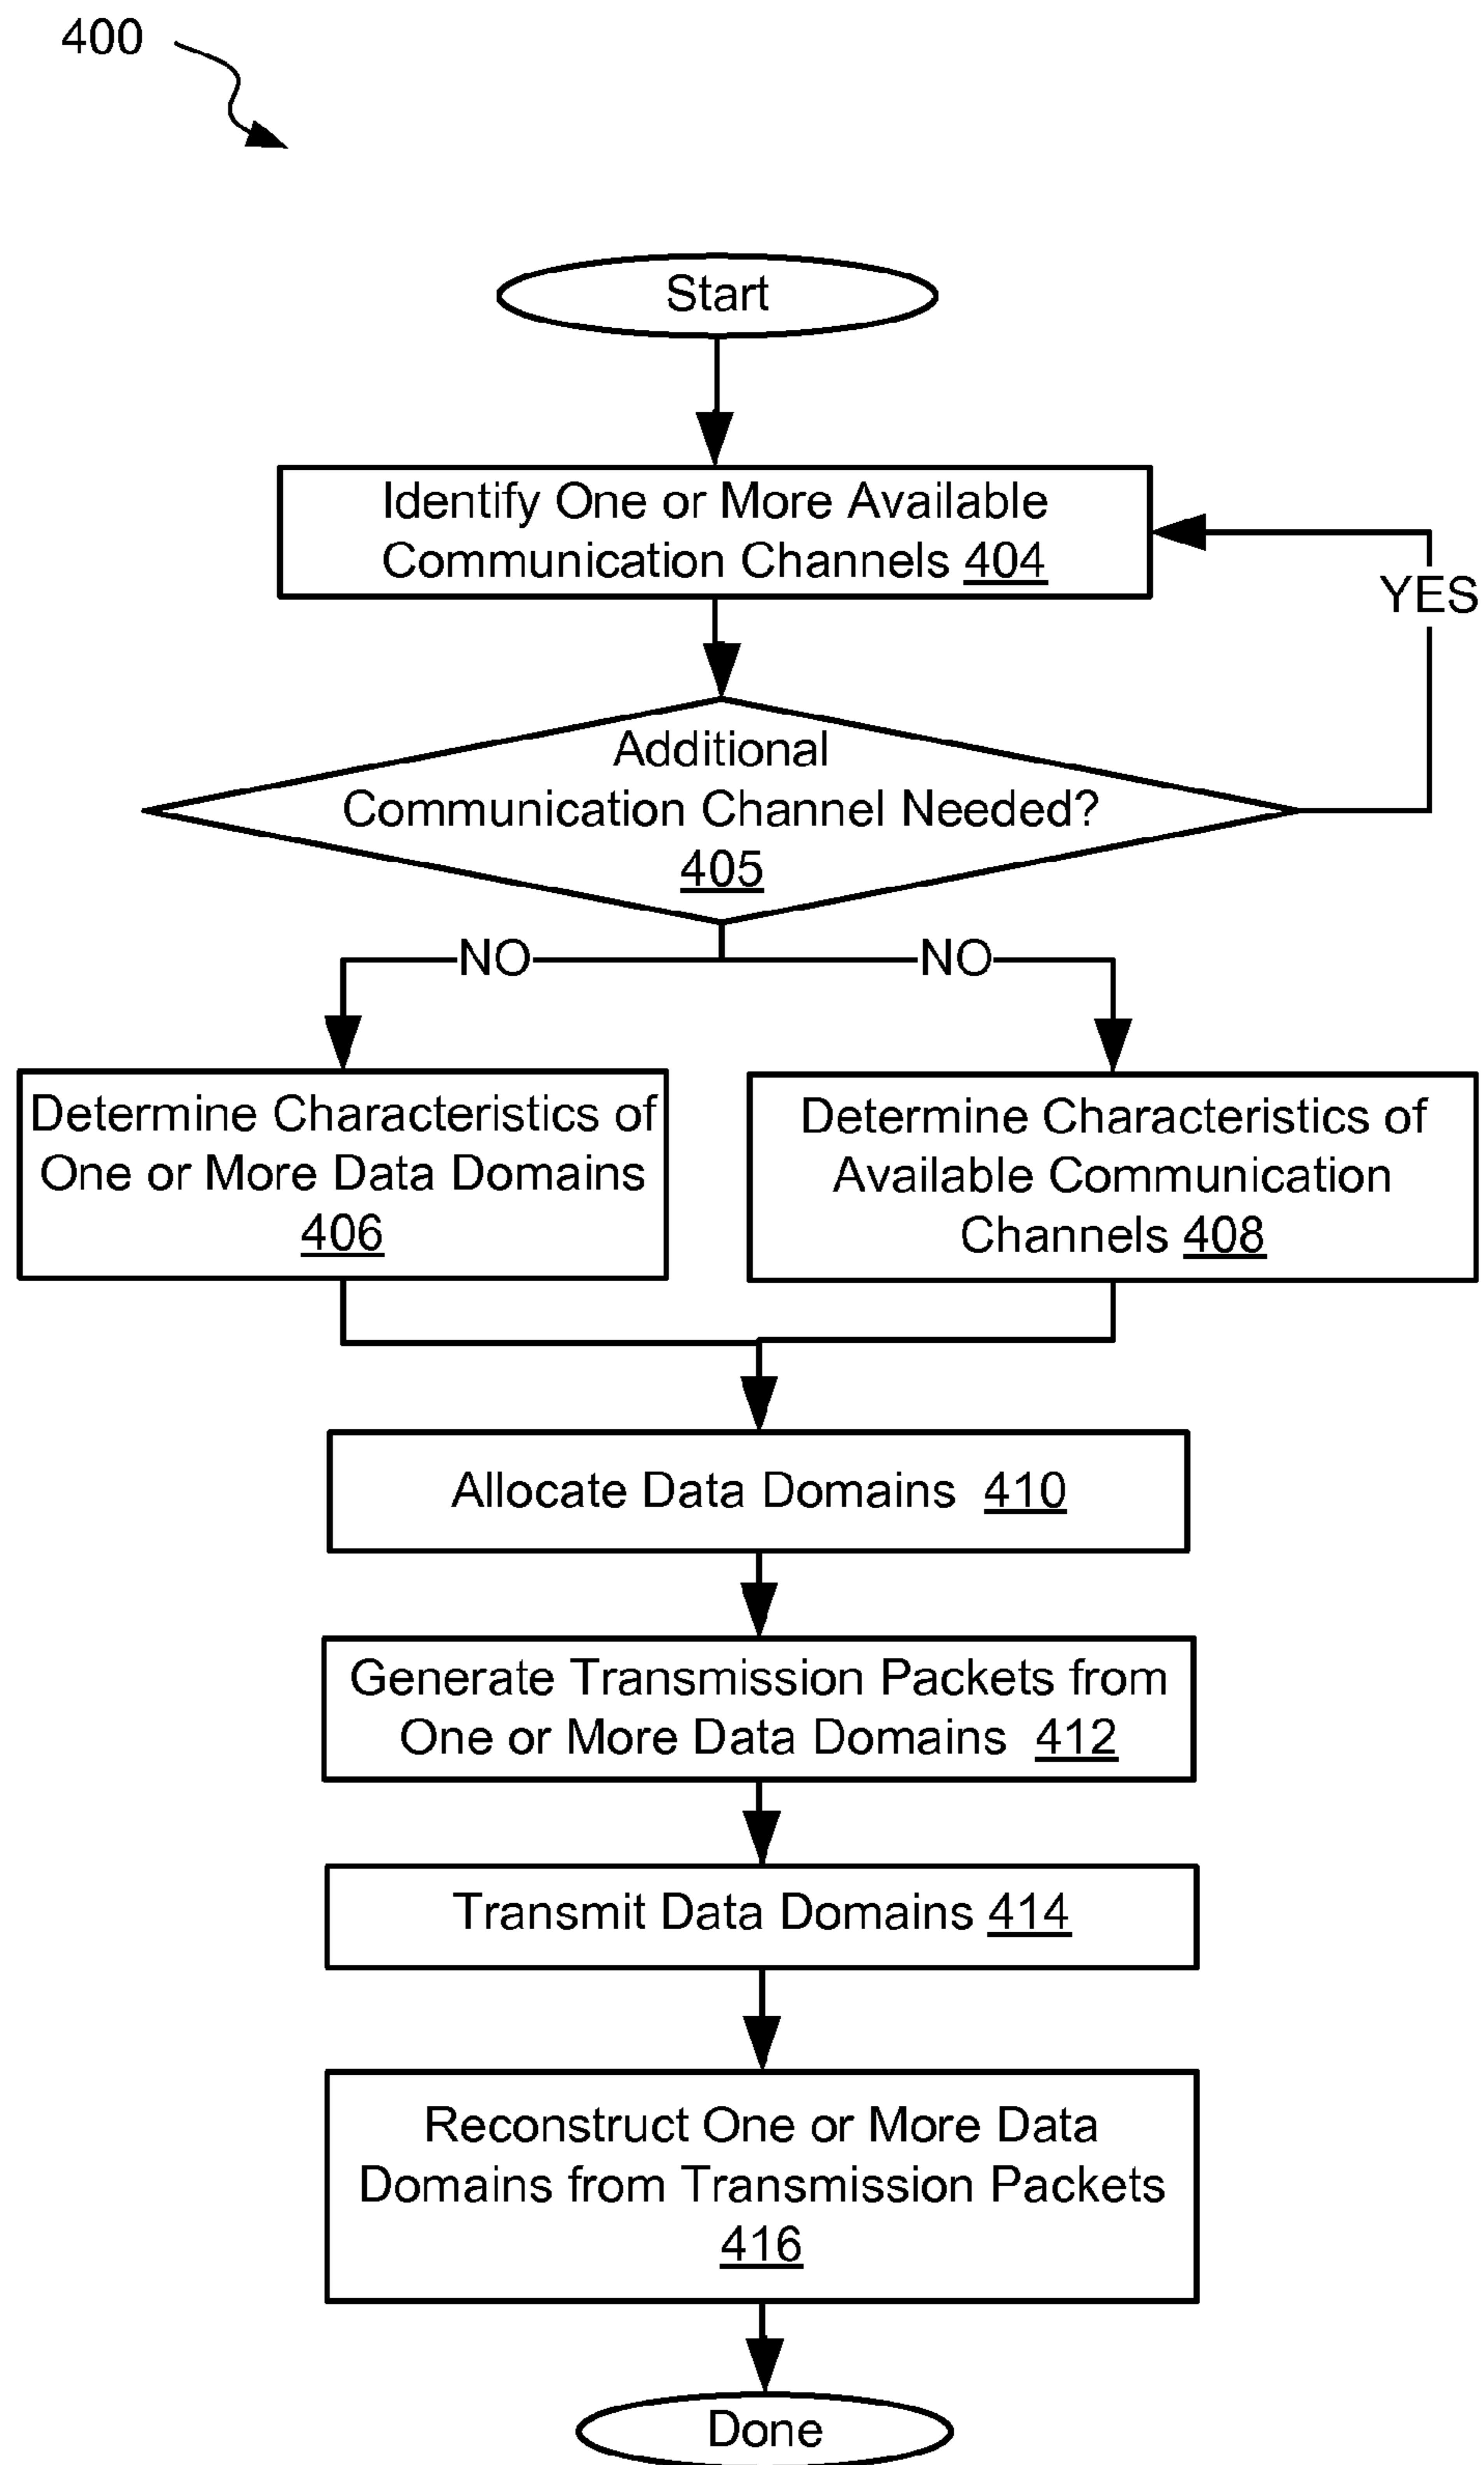 400
Start
Identify One or More Available
Communication Channels 404
YES
Additional
Communication Channel Needed?
405
NO
NO
Determine Characteristics of
One or More Data Domains
406
Determine Characteristics of
Available Communication
Channels 408
Allocate Data Domains 410
Generate Transmission Packets from
One or More Data Domains 412
Transmit Data Domains 414
Reconstruct One or More Data
Domains from Transmission Packets
416
Done